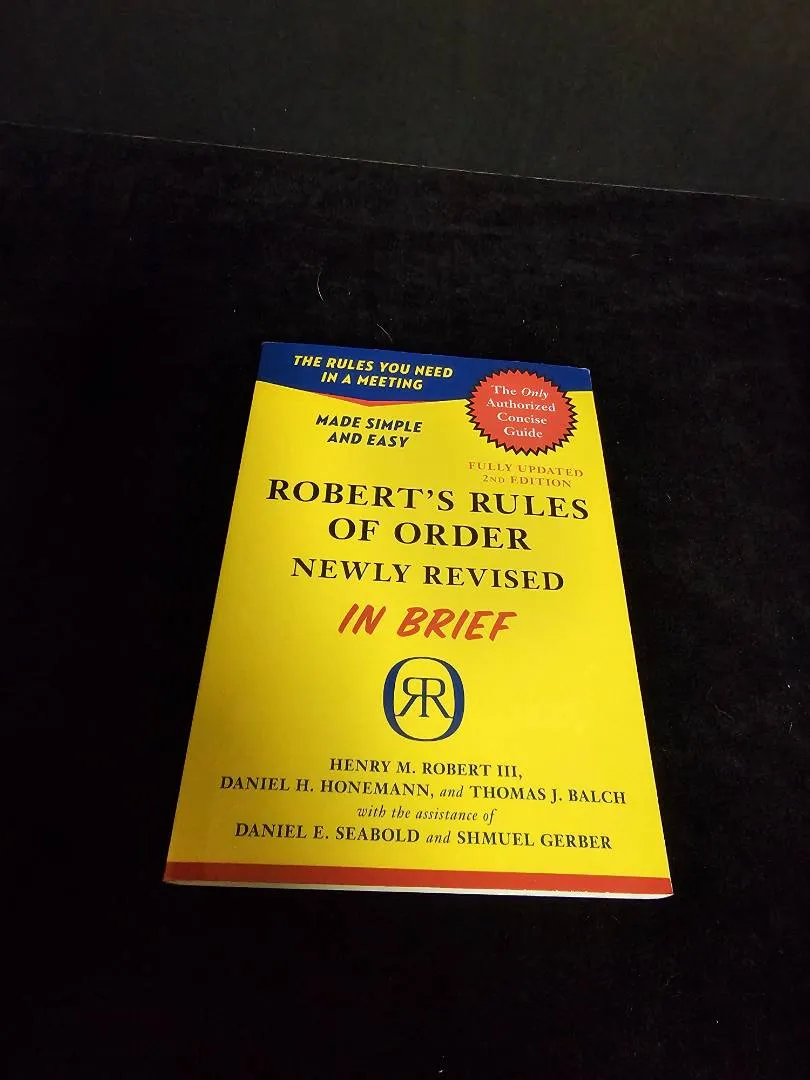 THE RULES YOU NEED
IN A MEETING
MADE SIMPLE
AND EASY
The Only
Authorized
Concise
Guide
FULLY UPDATED
2ND EDITION
ROBERT'S RULES
OF ORDER
NEWLY REVISED
IN BRIEF
RRO
HENRY M. ROBERT III,
DANIEL H. HONEMANN, and THOMAS J. BALCH
with the assistance of
DANIEL E. SEABOLD and SHMUEL GERBER